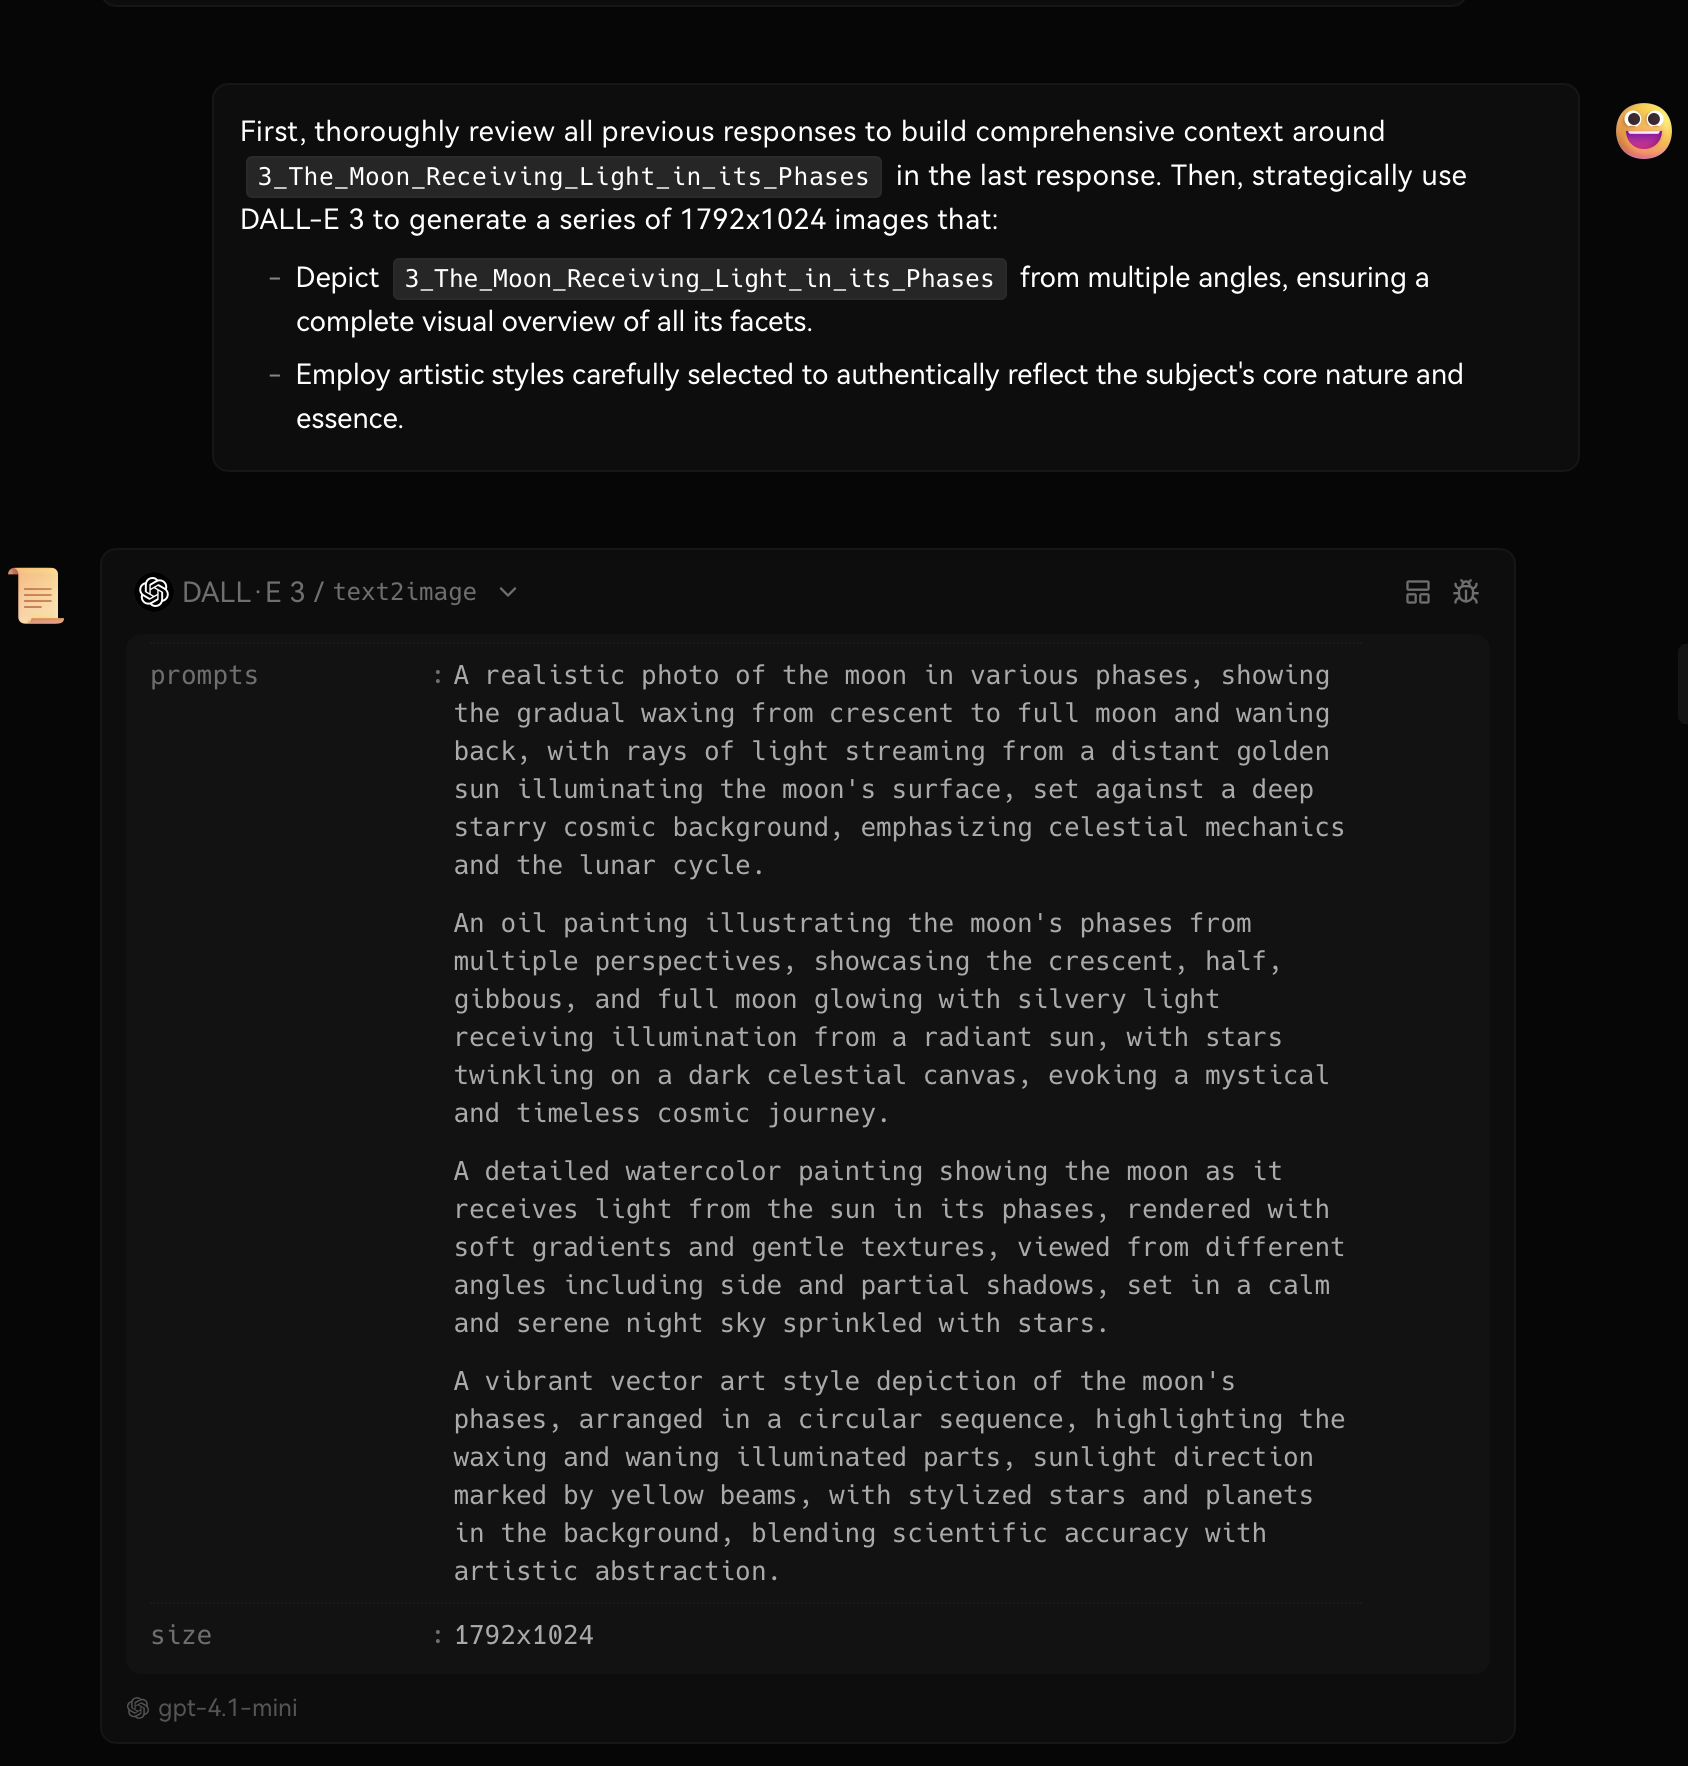 First, thoroughly review all previous responses to build comprehensive context around
3_The_Moon_Receiving_Light_in_its_Phases in the last response. Then, strategically use
DALL-E 3 to generate a series of 1792x1024 images that:
- Depict 3_The_Moon_Receiving_Light_in_its_Phases from multiple angles, ensuring a
complete visual overview of all its facets.
- Employ artistic styles carefully selected to authentically reflect the subject's core nature and
essence.
DALL·E 3 / text2image
prompts : A realistic photo of the moon in various phases, showing
the gradual waxing from crescent to full moon and waning
back, with rays of light streaming from a distant golden
sun illuminating the moon's surface, set against a deep
starry cosmic background, emphasizing celestial mechanics
and the lunar cycle.
An oil painting illustrating the moon's phases from
multiple perspectives, showcasing the crescent, half,
gibbous, and full moon glowing with silvery light
receiving illumination from a radiant sun, with stars
twinkling on a dark celestial canvas, evoking a mystical
and timeless cosmic journey.
A detailed watercolor painting showing the moon as it
receives light from the sun in its phases, rendered with
soft gradients and gentle textures, viewed from different
angles including side and partial shadows, set in a calm
and serene night sky sprinkled with stars.
A vibrant vector art style depiction of the moon's
phases, arranged in a circular sequence, highlighting the
waxing and waning illuminated parts, sunlight direction
marked by yellow beams, with stylized stars and planets
in the background, blending scientific accuracy with
artistic abstraction.
size : 1792x1024
gpt-4.1-mini